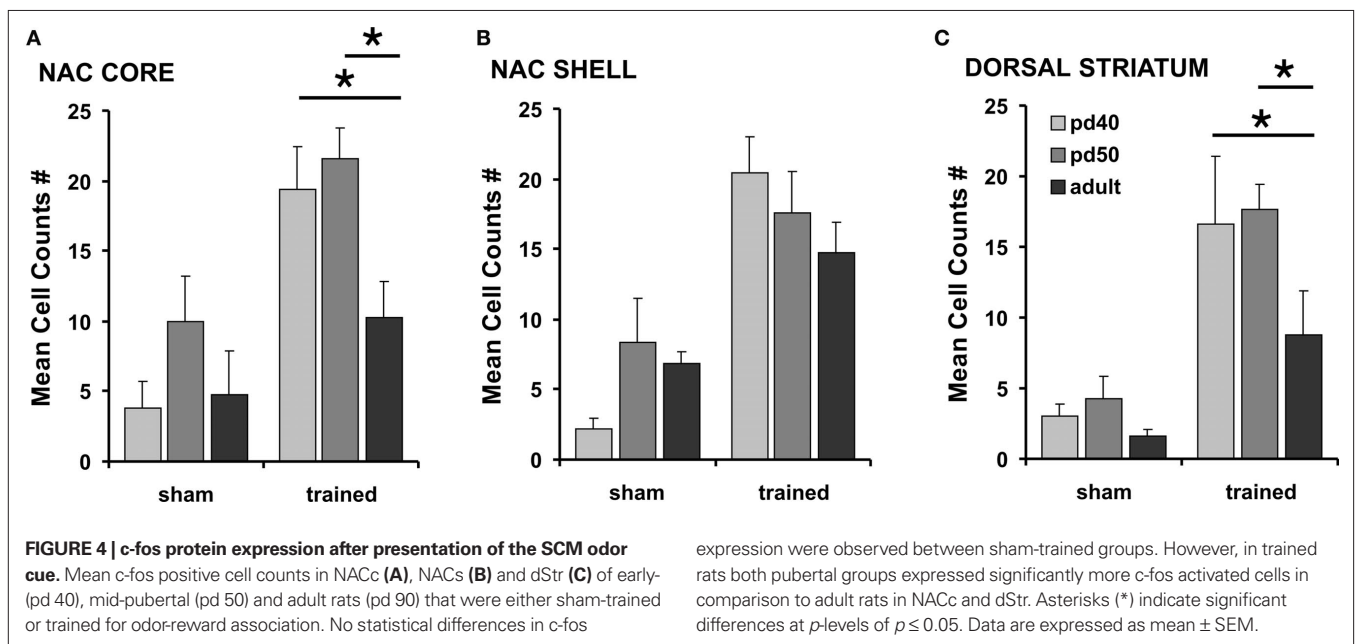 A
NAC CORE
*
*
Mean Cell Counts #
25
20
15
10
5
0
sham
trained
B
NAC SHELL
Mean Cell Counts #
25
20
15
10
5
0
sham
trained
C
DORSAL STRIATUM
*
*
pd40
pd50
adult
Mean Cell Counts #
25
20
15
10
5
0
sham
trained
FIGURE 4 | c-fos protein expression after presentation of the SCM odor
cue. Mean c-fos positive cell counts in NACc (A), NACs (B) and dStr (C) of early-
(pd 40), mid-pubertal (pd 50) and adult rats (pd 90) that were either sham-trained
or trained for odor-reward association. No statistical differences in c-fos
expression were observed between sham-trained groups. However, in trained
rats both pubertal groups expressed significantly more c-fos activated cells in
comparison to adult rats in NACc and dStr. Asterisks (*) indicate significant
differences at p-levels of p ≤ 0.05. Data are expressed as mean ± SEM.